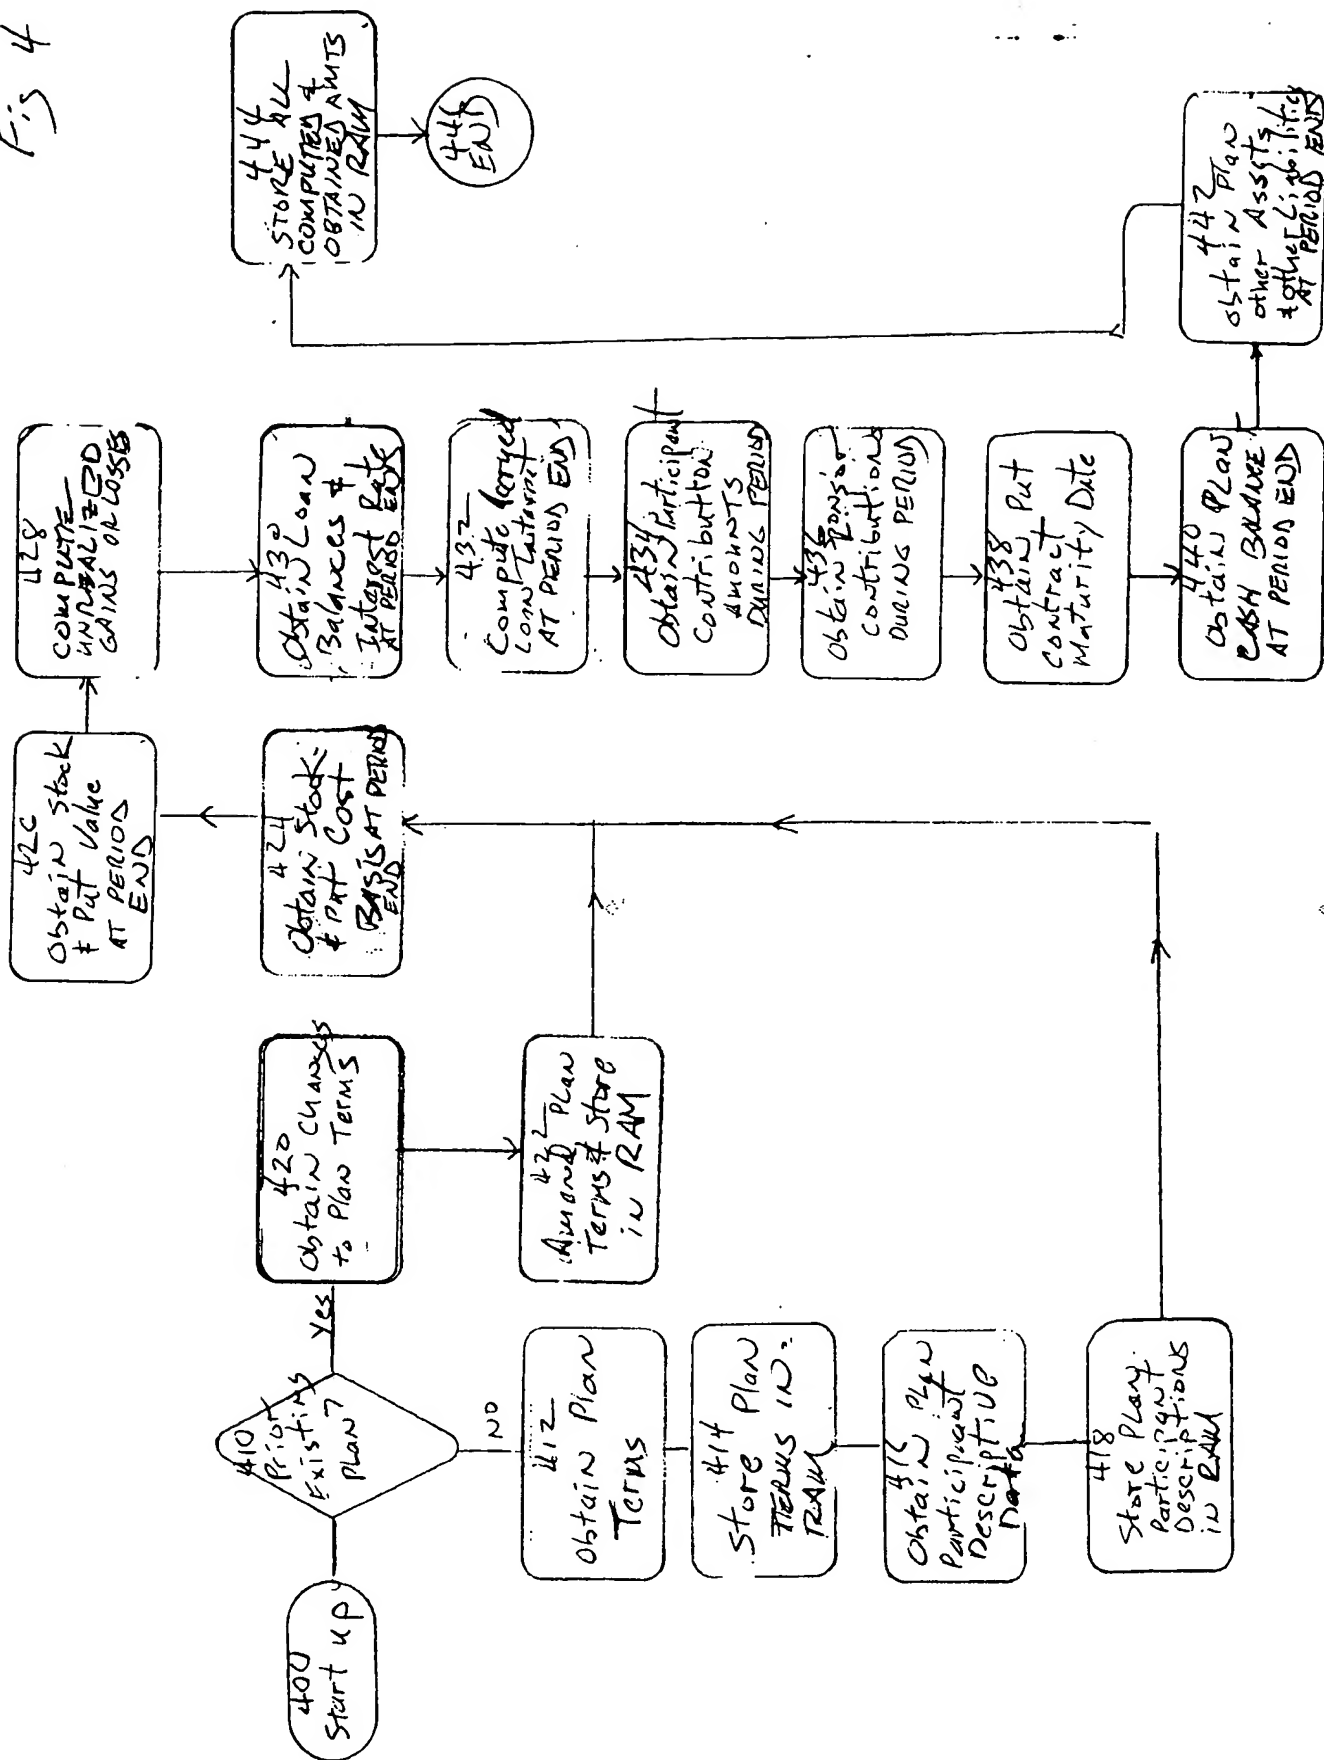 Fig 4
400
Start up
410
Prior
Existing
Plan?
Yes
NO
412
Obtain Plan
Terms
414
Store Plan
TERMS IN
RAM
416
Obtain Plan
Participant
Descriptive
Data
418
Store Plan
Participant
Descriptions
in RAM
420
Obtain Changes
to Plan Terms
422
Amend Plan
Terms & Store
in RAM
424
Obtain Stock
& Put Cost
BASIS AT PERIOD
END
426
Obtain Stock
& Put Value
AT PERIOD
END
428
COMPUTE
UNREALIZED
GAINS OR LOSSES
430
Obtain Loan
Balances &
Interest Rate
AT PERIOD END
432
Compute
Loan Interest
AT PERIOD END
434
Obtain Participant
Contribution
AMOUNTS
DURING PERIOD
436
Obtain Sponsor
Contributions
DURING PERIOD
438
Obtain Put
Contract
Maturity Date
440
Obtain PLAN
CASH BALANCE
AT PERIOD END
442
Obtain Plan
other Assets
& other Liabilities
AT PERIOD END
444
STORE ALL
COMPUTED &
OBTAINED AMTS
IN RAM
446
END